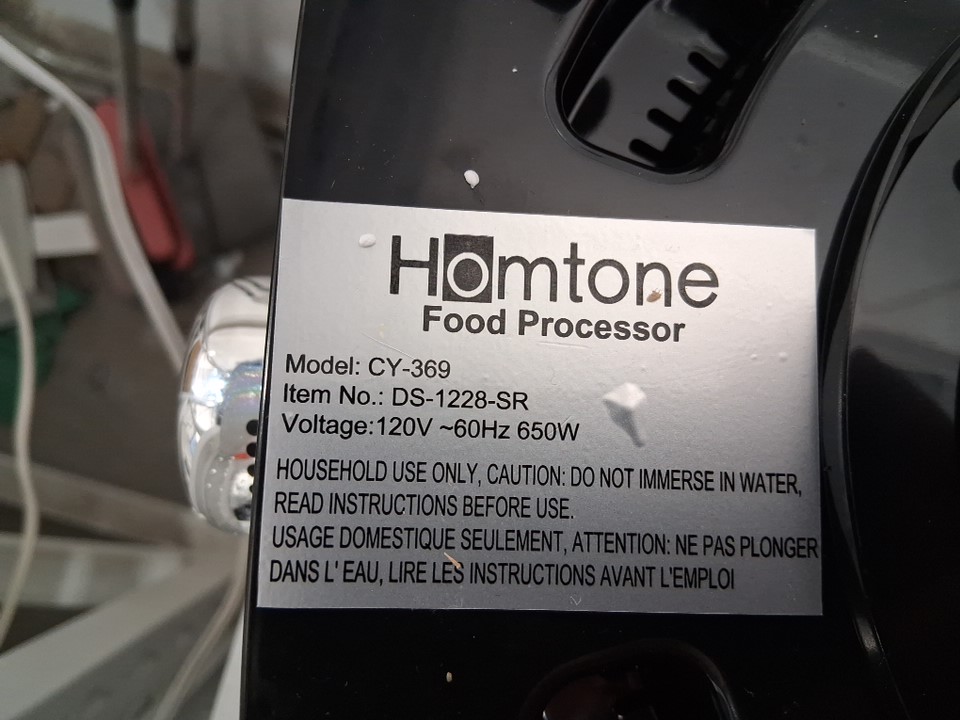 Homtone
Food Processor
Model: CY-369
Item No.: DS-1228-SR
Voltage:120V ~60Hz 650W
HOUSEHOLD USE ONLY, CAUTION: DO NOT IMMERSE IN WATER,
READ INSTRUCTIONS BEFORE USE.
USAGE DOMESTIQUE SEULEMENT, ATTENTION: NE PAS PLONGER
DANS L' EAU, LIRE LES INSTRUCTIONS AVANT L'EMPLOI